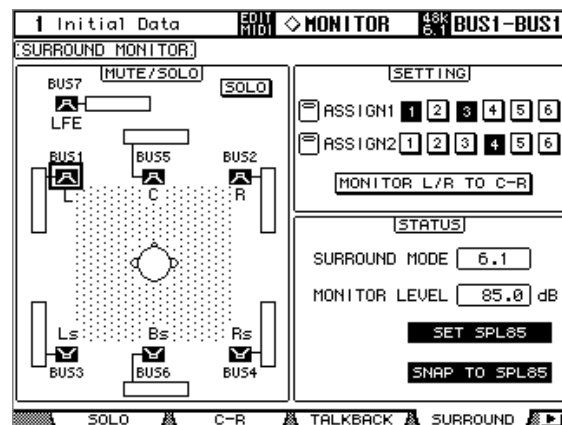 1 Initial Data EDIT MIDI ◇MONITOR 48k 6.1 BUS1-BUS1
SURROUND MONITOR
MUTE/SOLO
SOLO
BUS7
LFE
BUS1 BUS5 BUS2
L C R
Ls Bs Rs
BUS3 BUS6 BUS4
SETTING
ASSIGN1 1 2 3 4 5 6
ASSIGN2 1 2 3 4 5 6
MONITOR L/R TO C-R
STATUS
SURROUND MODE 6.1
MONITOR LEVEL 85.0 dB
SET SPL85
SNAP TO SPL85
SOLO C-R TALKBACK SURROUND